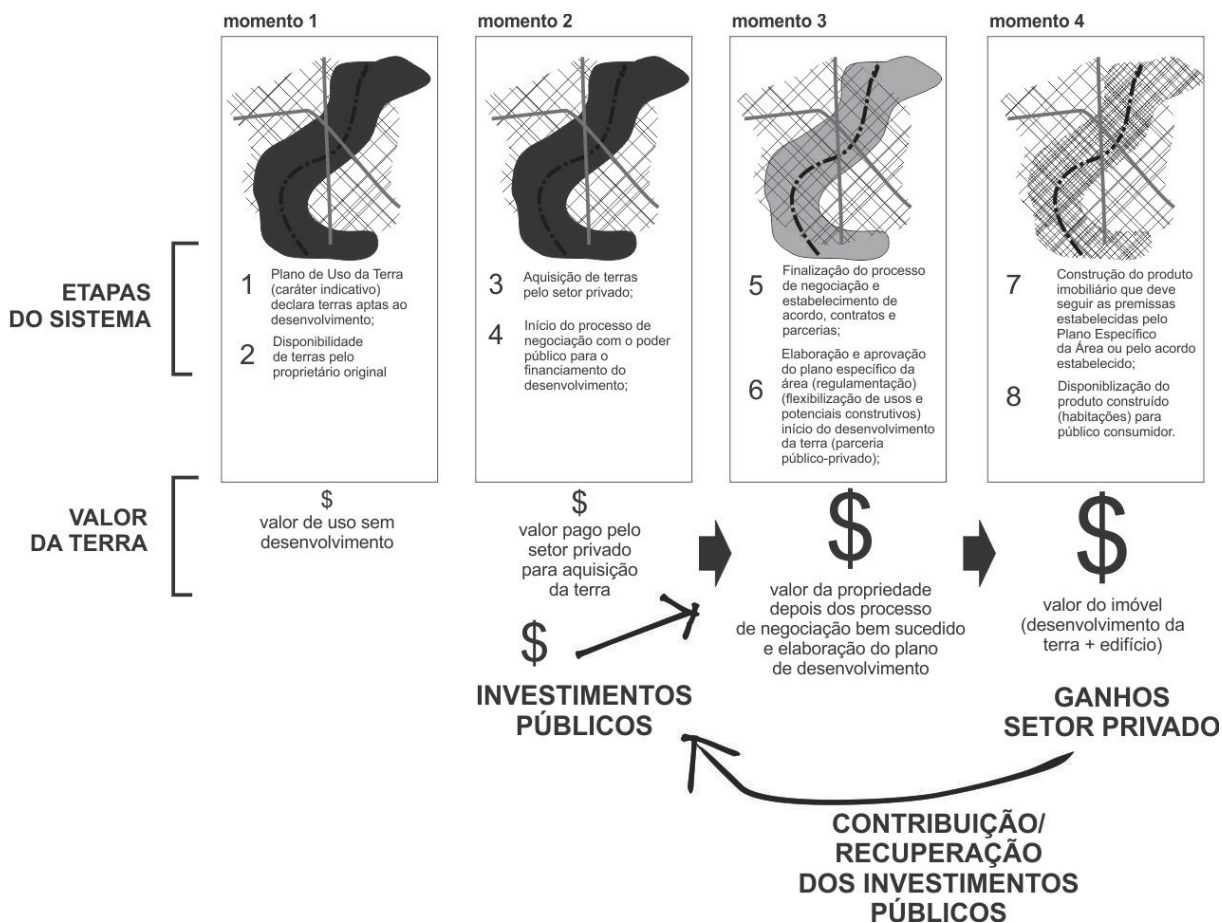 momento 1
momento 2
momento 3
momento 4
ETAPAS
DO SISTEMA
1
Plano de Uso da Terra
(caráter indicativo)
declara terras aptas ao
desenvolvimento;
2
Disponibilidade
de terras pelo
proprietário original
3
Aquisição de terras
pelo setor privado;
4
Início do processo de
negociação com o poder
público para o
financiamento do
desenvolvimento;
5
Finalização do processo
de negociação e
estabelecimento de
acordo, contratos e
parcerias;
6
Elaboração e aprovação
do plano específico da
área (regulamentação)
(flexibilização de usos e
potenciais construtivos)
início do desenvolvimento
da terra (parceria
público-privado);
7
Construção do produto
imobiliário que deve
seguir as premissas
estabelecidas pelo
Plano Específico
da Área ou pelo acordo
estabelecido;
8
Disponiblização do
produto construído
(habitações) para
público consumidor.
VALOR
DA TERRA
$
valor de uso sem
desenvolvimento
$
valor pago pelo
setor privado
para aquisição
da terra
$
valor da propriedade
depois dos processo
de negociação bem sucedido
e elaboração do plano
de desenvolvimento
$
valor do imóvel
(desenvolvimento da
terra + edifício)
$
INVESTIMENTOS
PÚBLICOS
GANHOS
SETOR PRIVADO
CONTRIBUIÇÃO/
RECUPERAÇÃO
DOS INVESTIMENTOS
PÚBLICOS